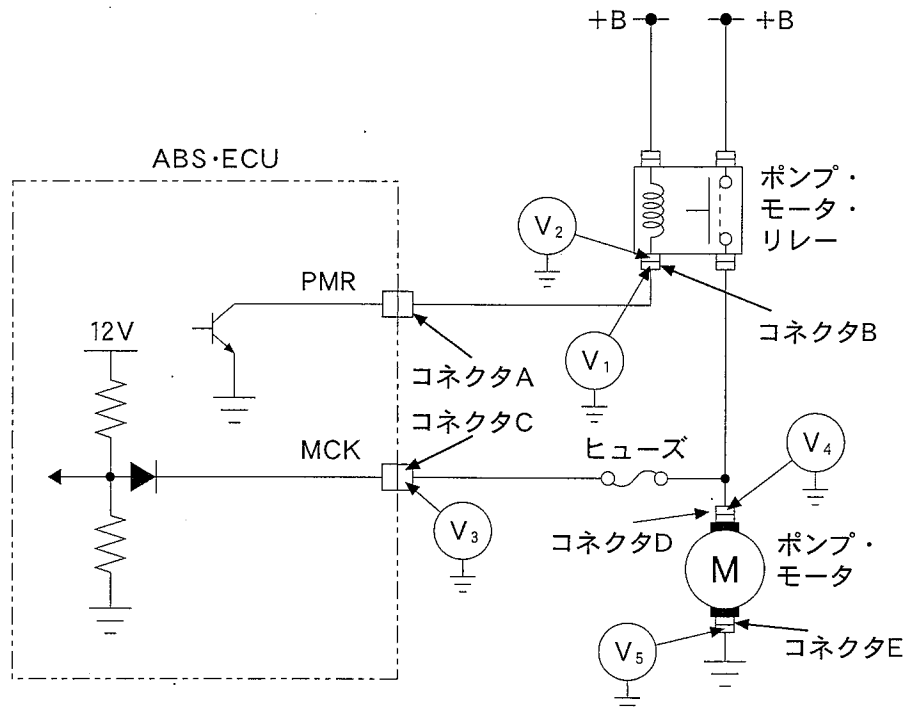 +B
+B
ABS・ECU
ポンプ・
モータ・
リレー
V2
PMR
コネクタB
12V
V1
コネクタA
コネクタC
MCK
ヒューズ
V4
V3
コネクタD
M
ポンプ・
モータ
V5
コネクタE